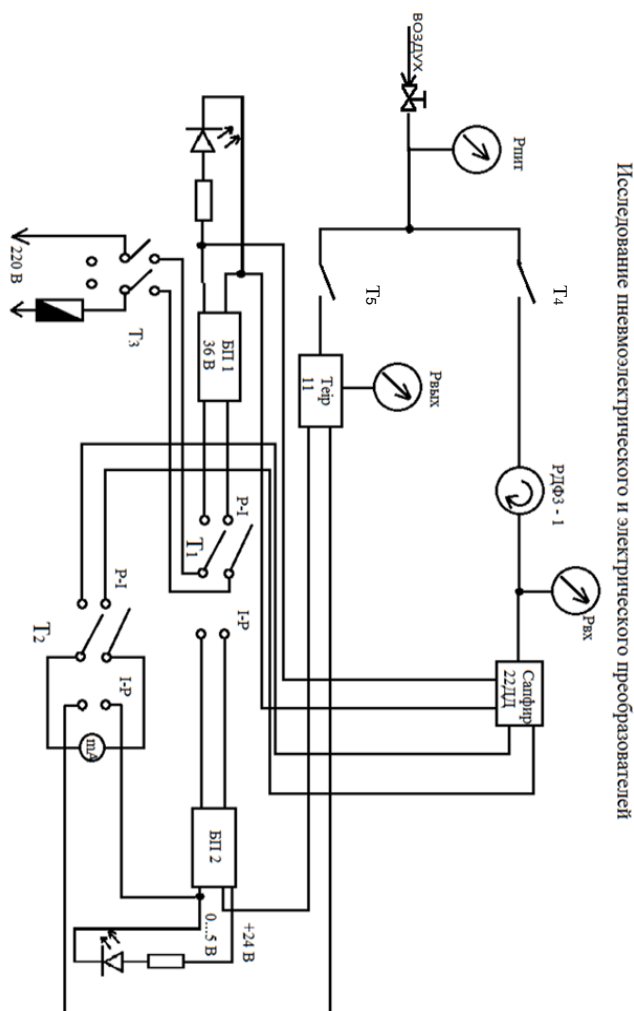 Исследование пневмоэлектрического и электрического преобразователей
воздух
Рпит
Т4
Т5
РДФ3 - 1
Рвх
Рвых
Teip
11
Сапфир
22ДД
БП 1
36 В
220 В
Т3
P-I
Т1
I-P
P-I
Т2
I-P
mA
БП 2
+24 В
0...5 В